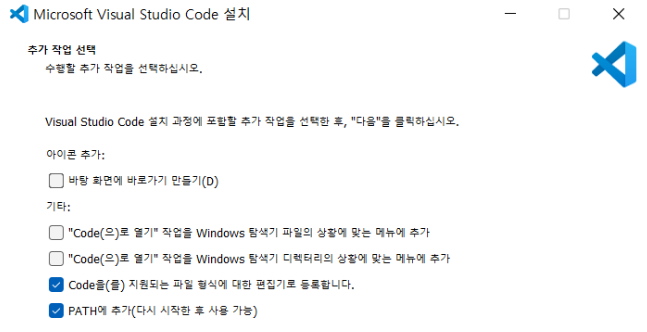 Microsoft Visual Studio Code 설치
추가 작업 선택
수행할 추가 작업을 선택하십시오.
Visual Studio Code 설치 과정에 포함할 추가 작업을 선택한 후, "다음"을 클릭하십시오.
아이콘 추가:
바탕 화면에 바로가기 만들기(D)
기타:
"Code(으)로 열기" 작업을 Windows 탐색기 파일의 상황에 맞는 메뉴에 추가
"Code(으)로 열기" 작업을 Windows 탐색기 디렉터리의 상황에 맞는 메뉴에 추가
Code을(를) 지원되는 파일 형식에 대한 편집기로 등록합니다.
PATH에 추가(다시 시작한 후 사용 가능)